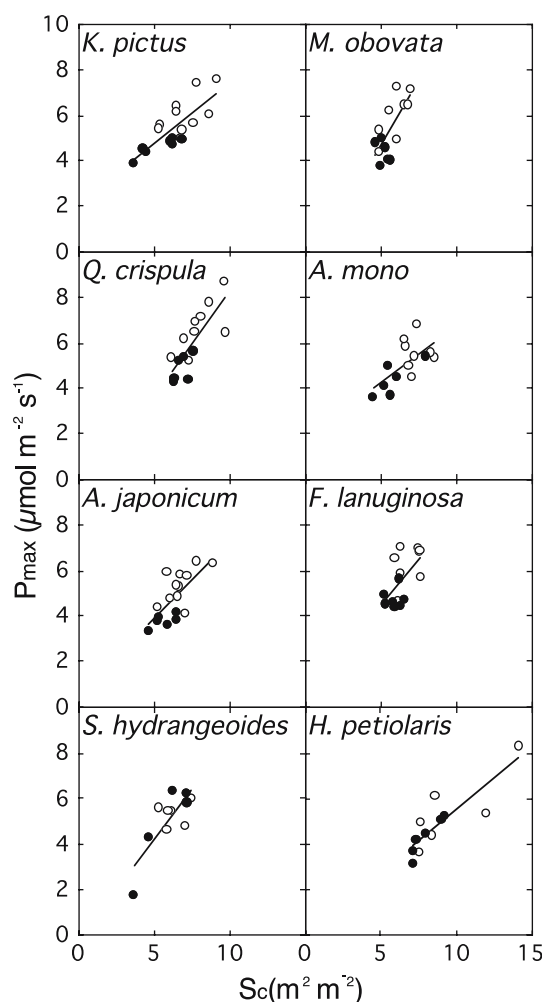 10
K. pictus
M. obovata
8
6
4
2
0
Q. crispula
A. mono
8
6
4
2
0
A. japonicum
F. lanuginosa
8
6
4
2
0
S. hydrangeoides
H. petiolaris
8
6
4
2
0
0 5 10 0 5 10 15
Pmax (μmol m⁻² s⁻¹)
Sc(m² m⁻²)